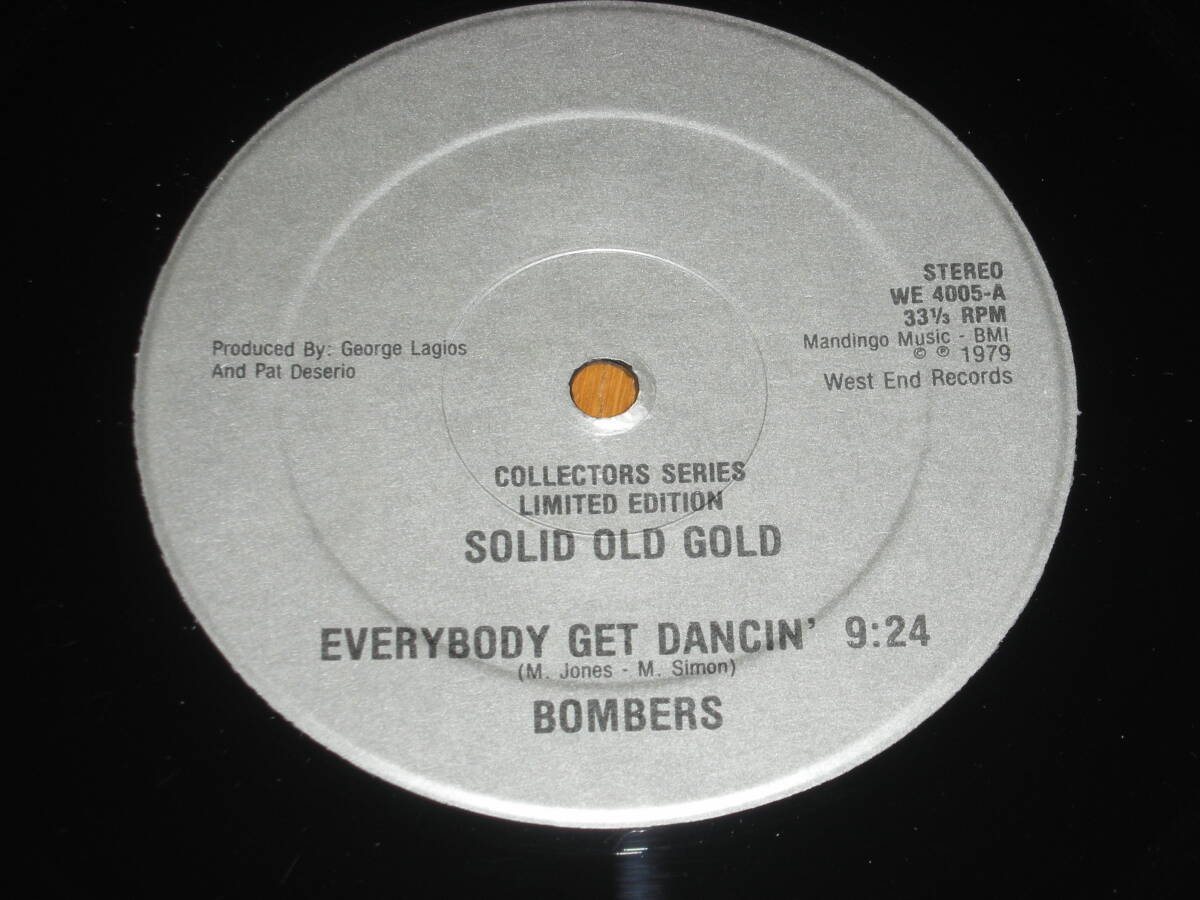 STEREO
WE 4005-A
33⅓ RPM
Mandingo Music - BMI
© ℗ 1979
West End Records
Produced By: George Lagios
And Pat Deserio
COLLECTORS SERIES
LIMITED EDITION
SOLID OLD GOLD
EVERYBODY GET DANCIN' 9:24
(M. Jones - M. Simon)
BOMBERS